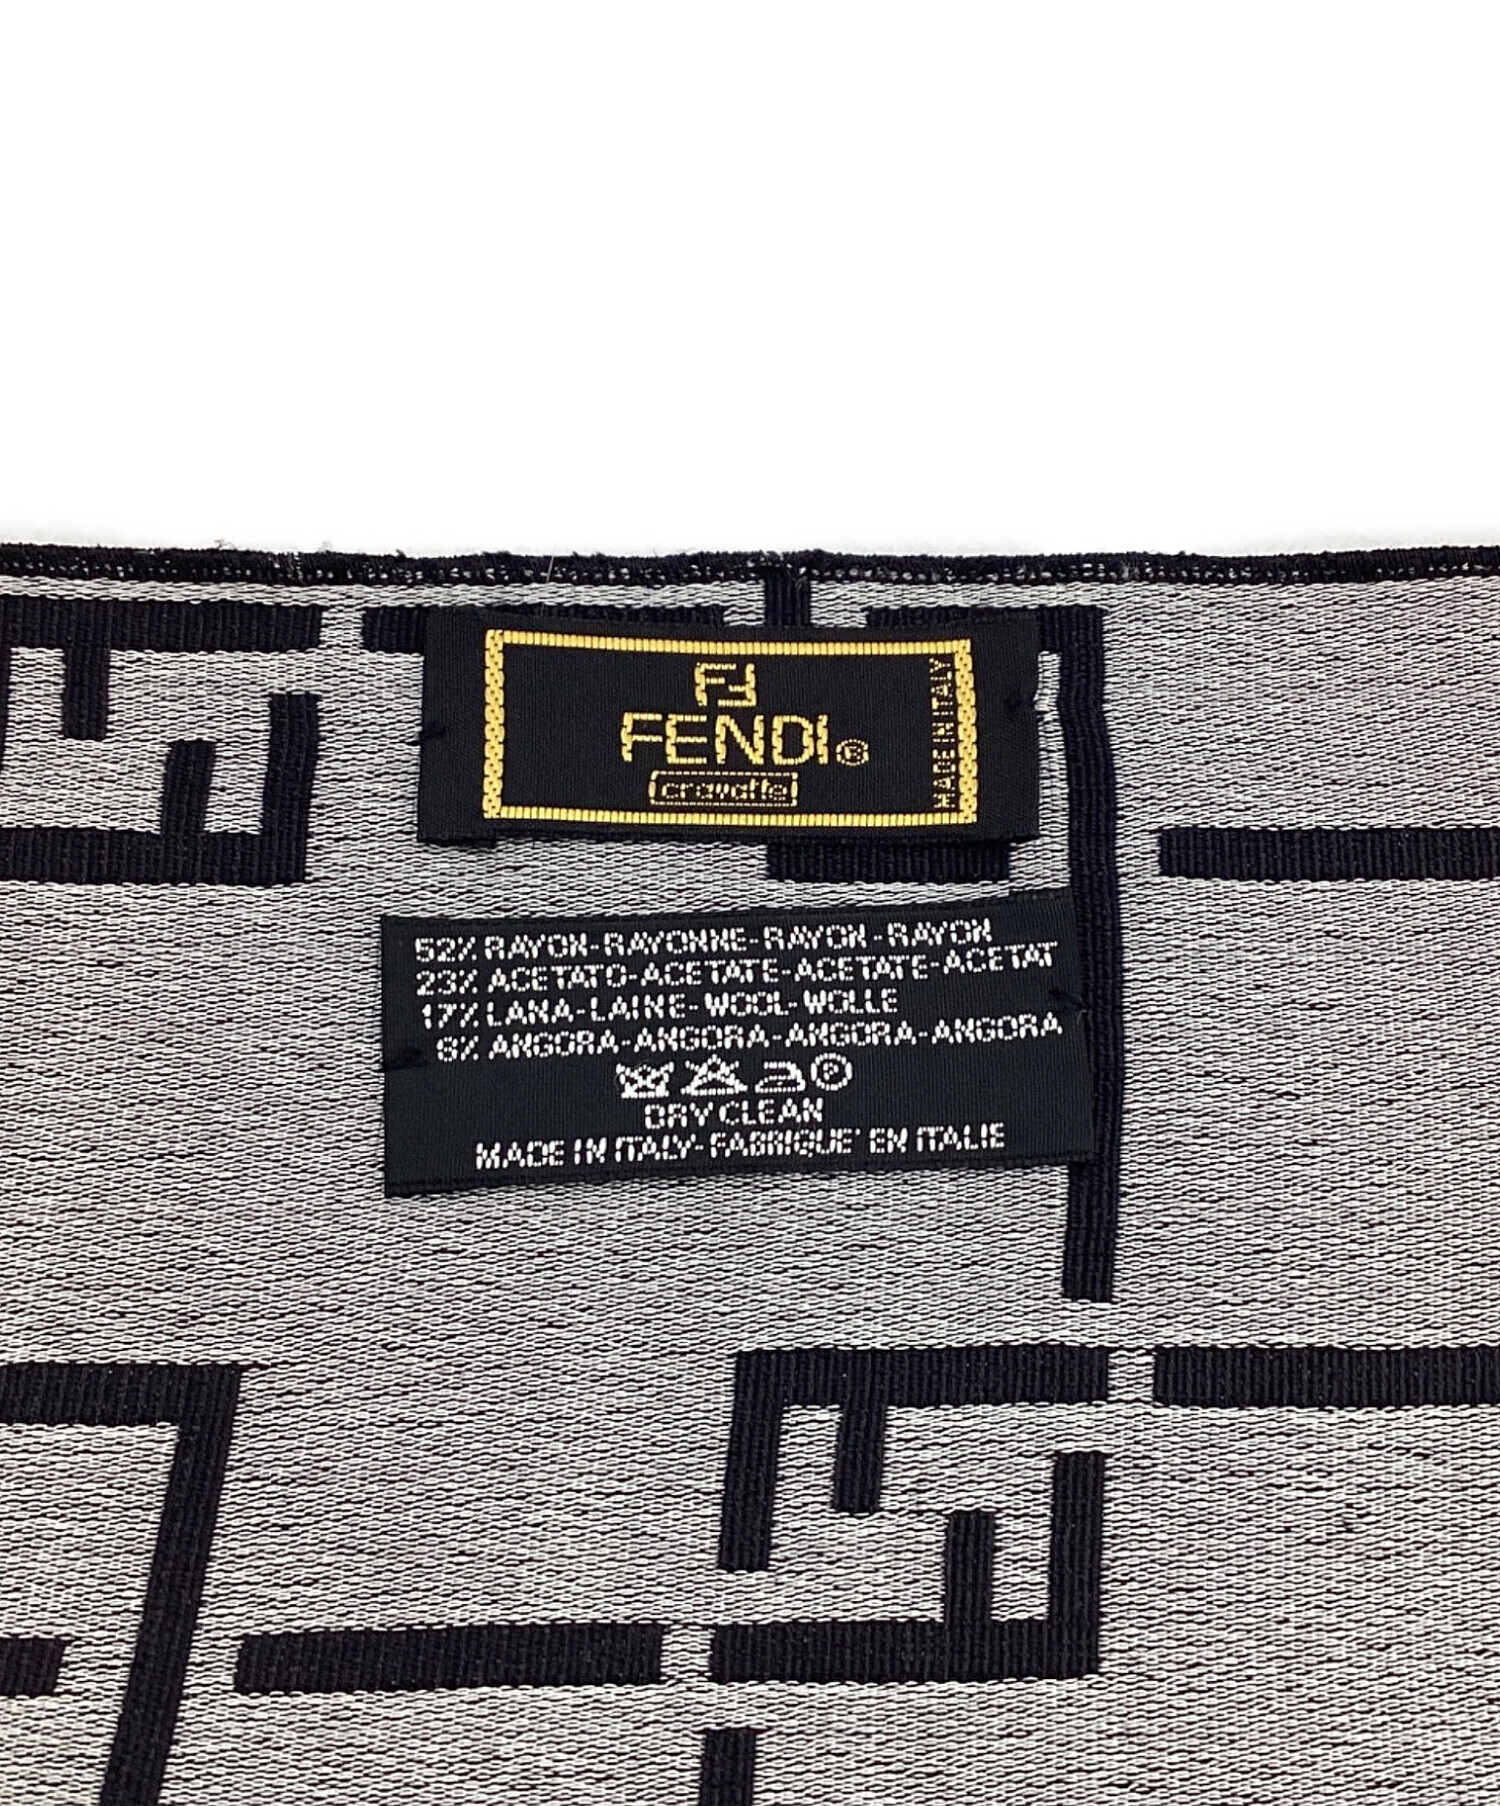 FENDI®
cravatte
MADE IN ITALY
52% RAYON-RAYONNE-RAYON-RAYON
23% ACETATO-ACETATE-ACETATE-ACETAT
17% LANA-LAINE-WOOL-WOLLE
8% ANGORA-ANGORA-ANGORA-ANGORA
P
DRY CLEAN
MADE IN ITALY-FABRIQUE' EN ITALIE